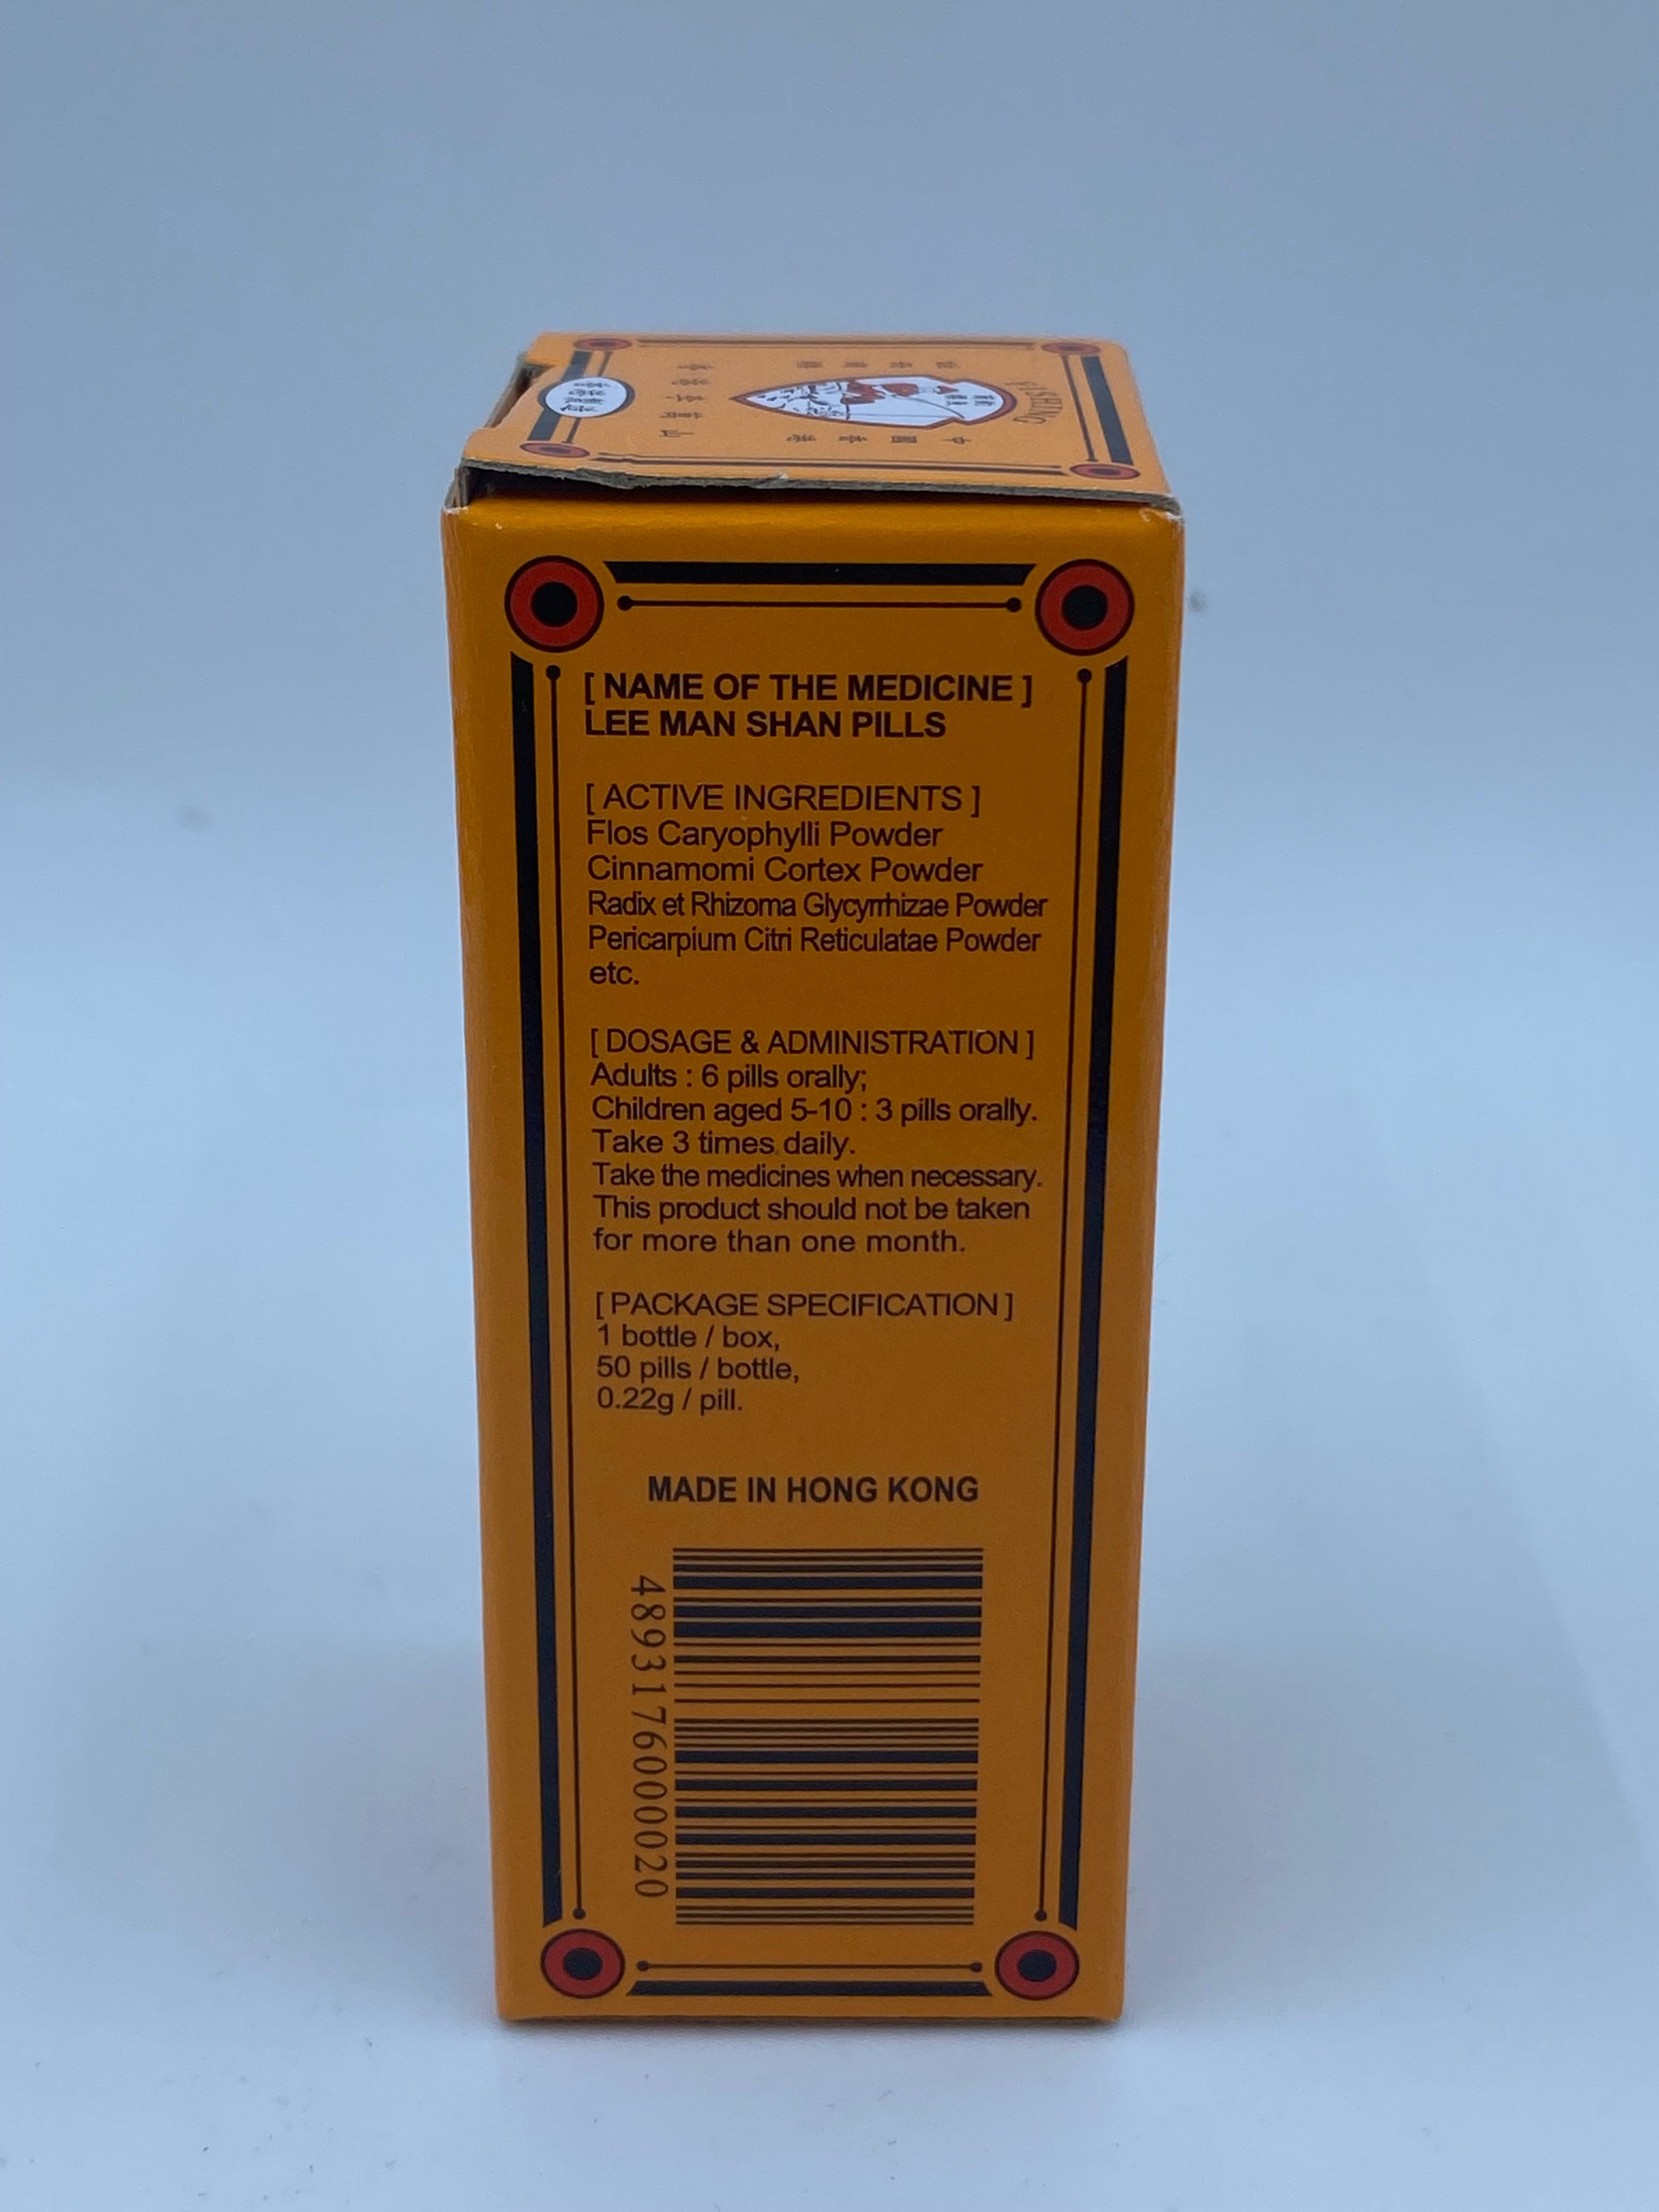 [ NAME OF THE MEDICINE ]
LEE MAN SHAN PILLS
[ ACTIVE INGREDIENTS ]
Flos Caryophylli Powder
Cinnamomi Cortex Powder
Radix et Rhizoma Glycyrrhizae Powder
Pericarpium Citri Reticulatae Powder
etc.
[ DOSAGE & ADMINISTRATION ]
Adults : 6 pills orally;
Children aged 5-10 : 3 pills orally.
Take 3 times daily.
Take the medicines when necessary.
This product should not be taken
for more than one month.
[ PACKAGE SPECIFICATION ]
1 bottle / box,
50 pills / bottle,
0.22g / pill.
MADE IN HONG KONG
4893176000020